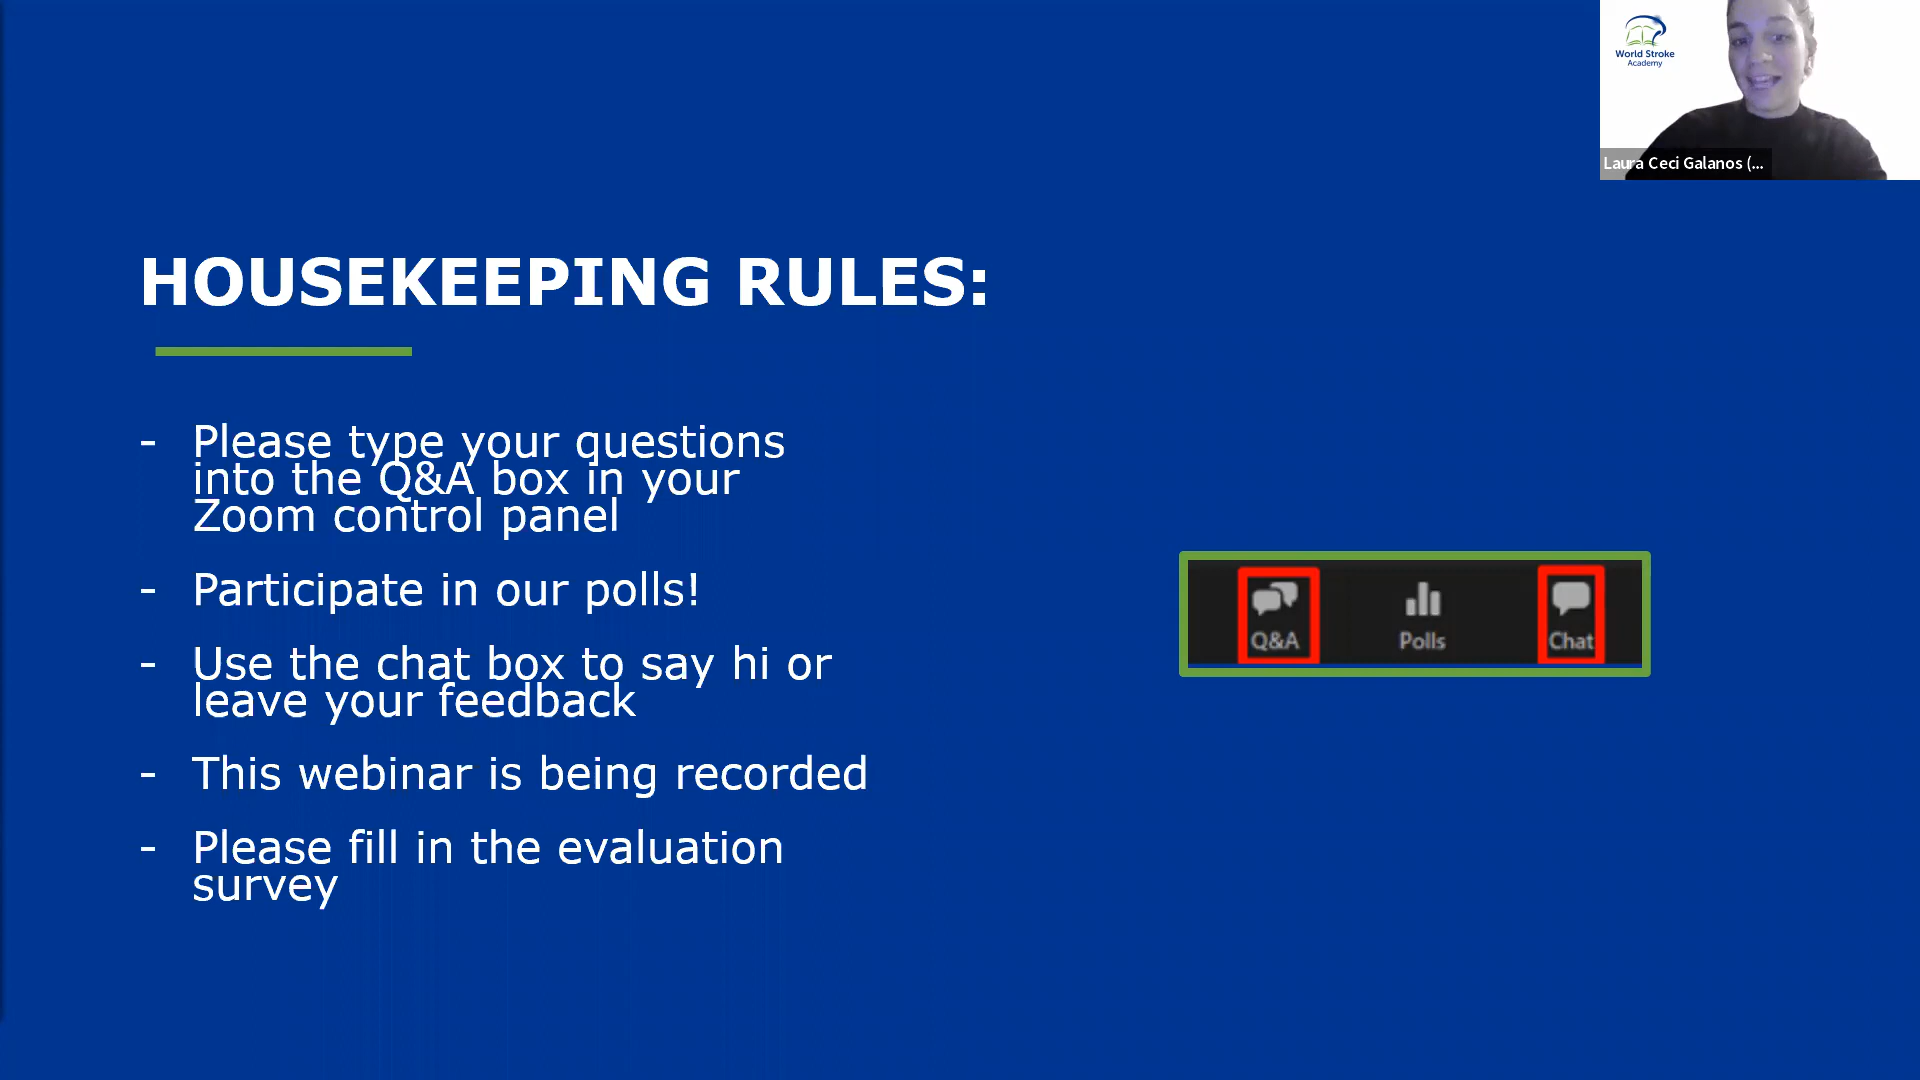 World Stroke
Academy
Laura Ceci Galanos (...
HOUSEKEEPING RULES:
- Please type your questions
into the Q&A box in your
Zoom control panel
- Participate in our polls!
- Use the chat box to say hi or
leave your feedback
- This webinar is being recorded
- Please fill in the evaluation
survey
Q&A Polls Chat